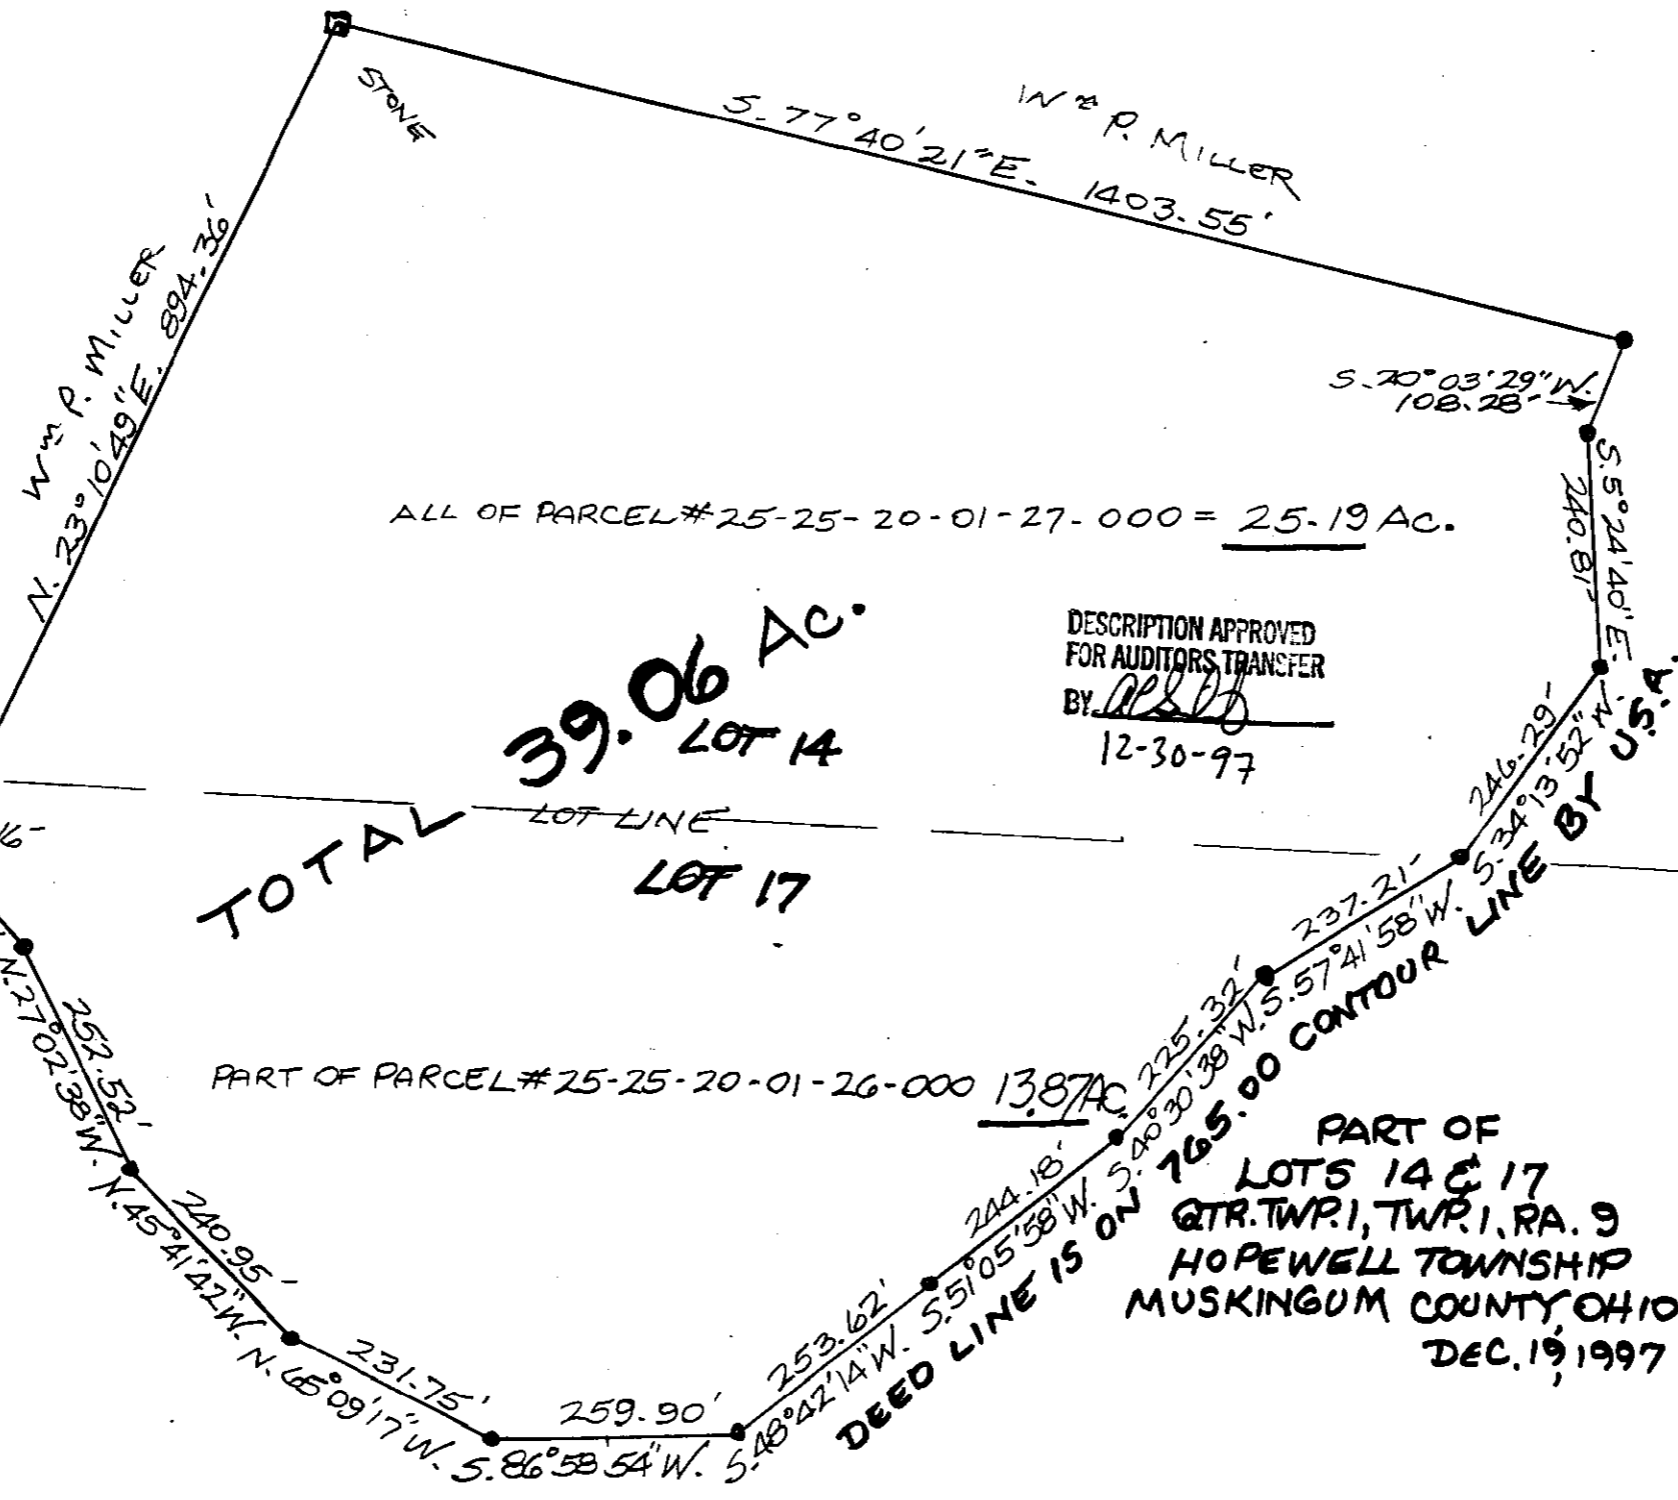 STONE
Wm P. MILLER
S. 77°40'21"E. 1403.55'
Wm P. MILLER
N. 23°10'49"E. 894.36'
S. 20°03'29"W.
108.28'
S. 5°24'40"E.
240.81'
ALL OF PARCEL # 25-25-20-01-27-000 = 25.19 AC.
DESCRIPTION APPROVED
FOR AUDITORS TRANSFER
BY
12-30-97
TOTAL 39.06 AC.
LOT 14
LOT LINE
LOT 17
246.29'
S. 34°13'52"W.
237.21'
S. 57°41'58"W.
225.32'
S. 40°30'38"W.
244.18'
S. 51°05'58"W.
253.62'
S. 48°42'14"W.
259.90'
S. 86°58'54"W.
231.75'
N. 65°09'17"W.
240.95'
N. 45°41'42"W.
252.52'
N. 27°02'38"W.
6'
DEED LINE IS ON 765.00 CONTOUR LINE BY U.S.A.
PART OF PARCEL # 25-25-20-01-26-000 13.87 AC.
PART OF
LOTS 14 & 17
QTR. TWP. 1, TWP. 1, RA. 9
HOPEWELL TOWNSHIP
MUSKINGUM COUNTY, OHIO
DEC. 19, 1997